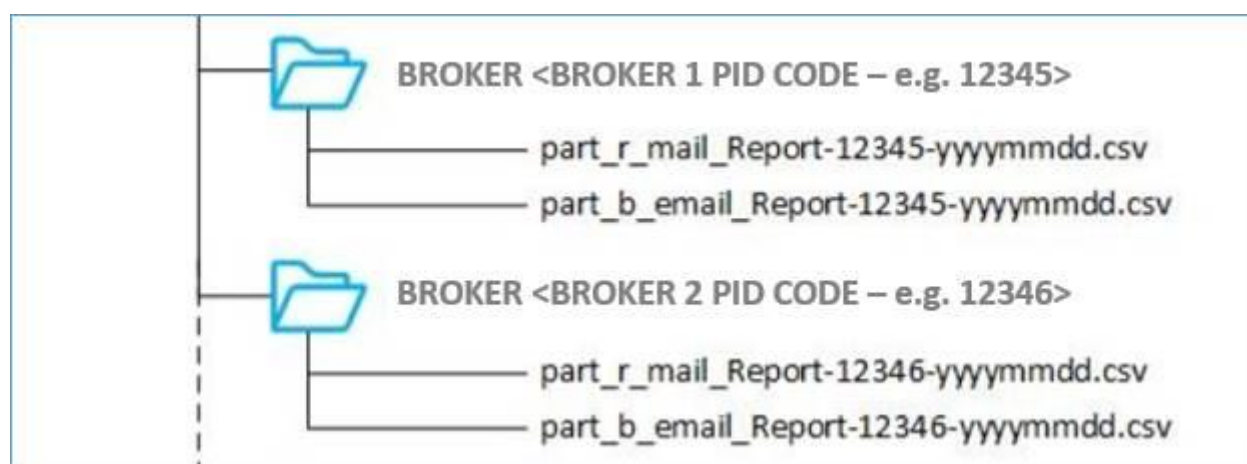 BROKER <BROKER 1 PID CODE – e.g. 12345>
part_r_mail_Report-12345-yyyymmdd.csv
part_b_email_Report-12345-yyyymmdd.csv
BROKER <BROKER 2 PID CODE – e.g. 12346>
part_r_mail_Report-12346-yyyymmdd.csv
part_b_email_Report-12346-yyyymmdd.csv